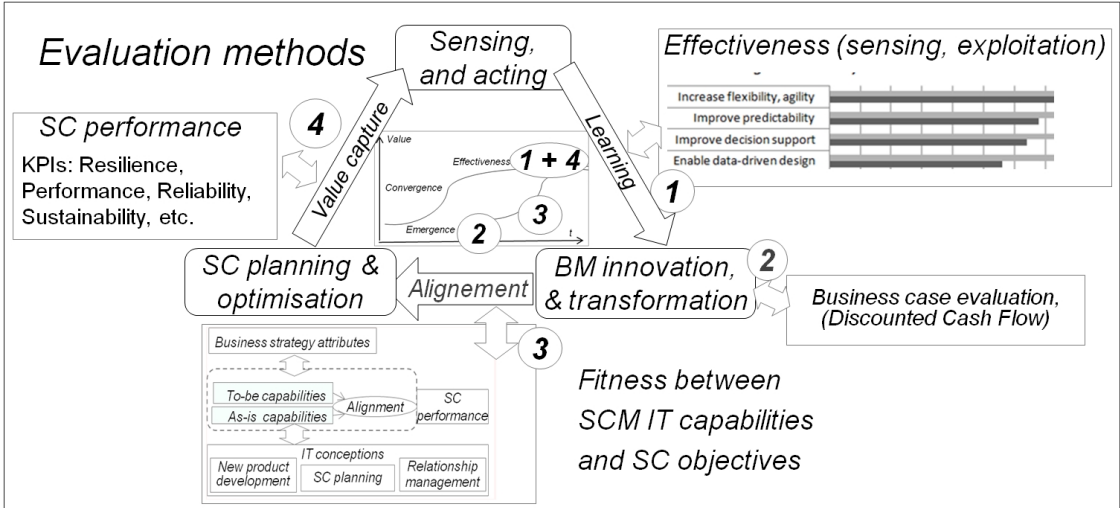 Evaluation methods
Sensing,
and acting
Effectiveness (sensing, exploitation)
Increase flexibility, agility
Improve predictability
Improve decision support
Enable data-driven design
SC performance
KPIs: Resilience,
Performance, Reliability,
Sustainability, etc.
4
Value capture
Learning
1
Value
Effectiveness
1 + 4
Convergence
3
Emergence
2
t
SC planning &
optimisation
Alignement
BM innovation,
& transformation
2
Business case evaluation,
(Discounted Cash Flow)
3
Business strategy attributes
To-be capabilities
As-is capabilities
Alignment
SC
performance
IT conceptions
New product
development
SC planning
Relationship
management
Fitness between
SCM IT capabilities
and SC objectives